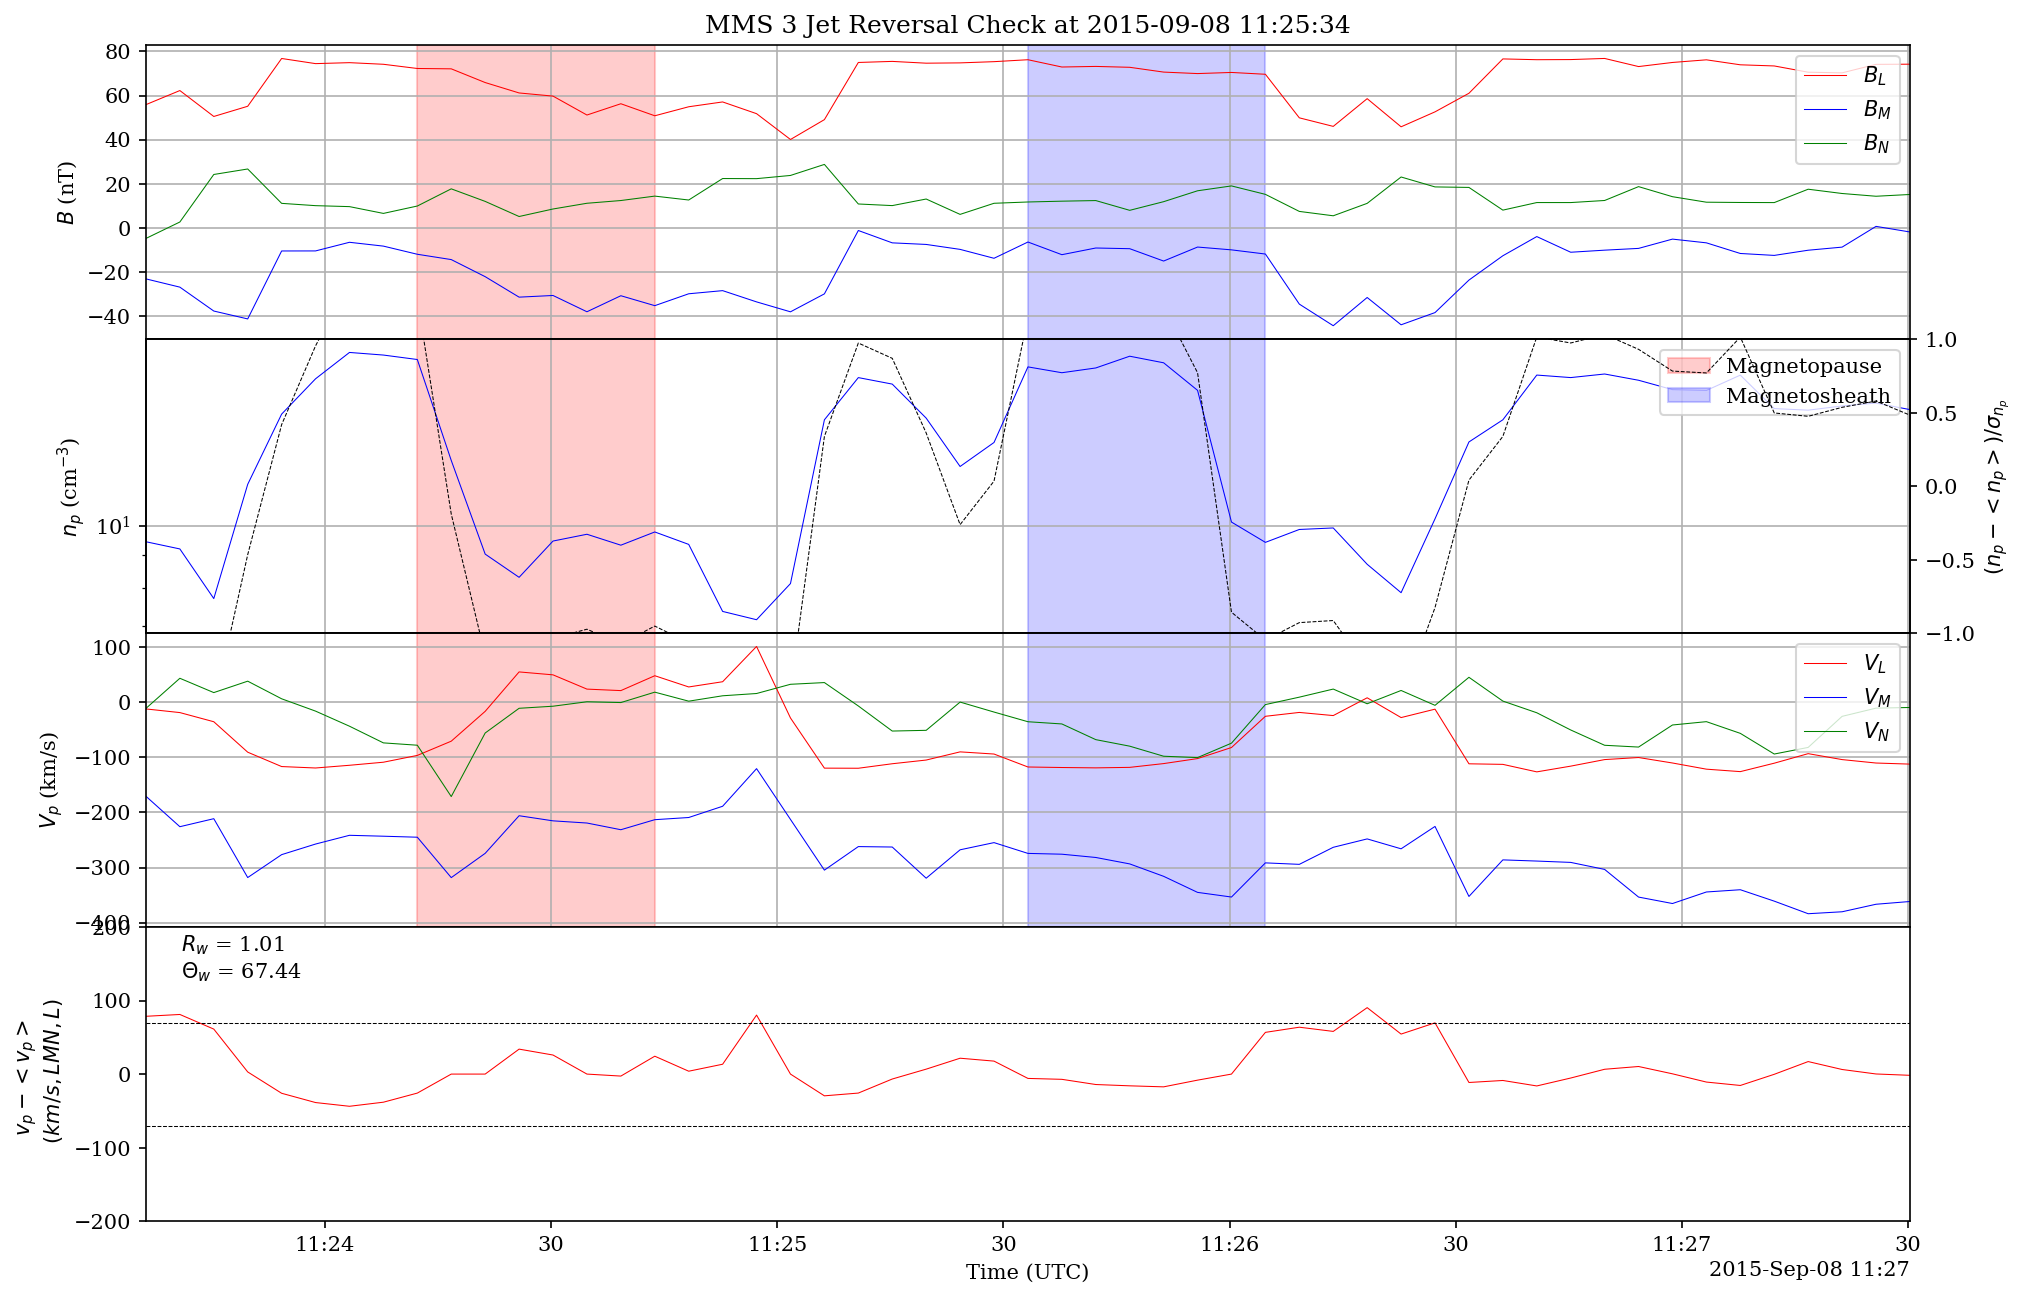 MMS 3 Jet Reversal Check at 2015-09-08 11:25:34
80
60
40
20
0
−20
−40
B (nT)
B_L
B_M
B_N
10^1
n_p (cm^−3)
Magnetopause
Magnetosheath
1.0
0.5
0.0
−0.5
−1.0
(n_p − < n_p >)/σ_{n_p}
100
0
−100
−200
−300
−400
V_p (km/s)
V_L
V_M
V_N
200
100
0
−100
−200
v_p − < v_p >
(km/s, LMN, L)
R_w = 1.01
Θ_w = 67.44
11:24 30 11:25 30 11:26 30 11:27 30
Time (UTC)
2015-Sep-08 11:27